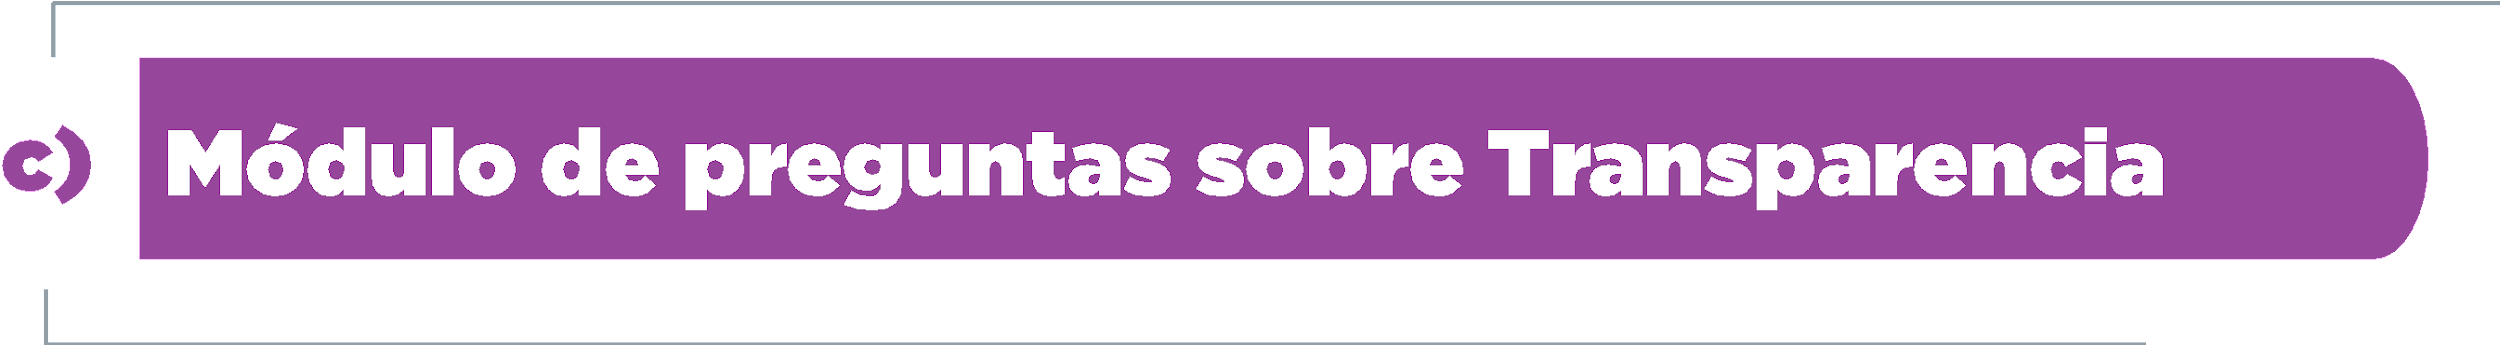 c) Módulo de preguntas sobre Transparencia